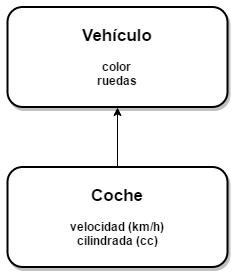 Vehículo
color
ruedas
Coche
velocidad (km/h)
cilindrada (cc)